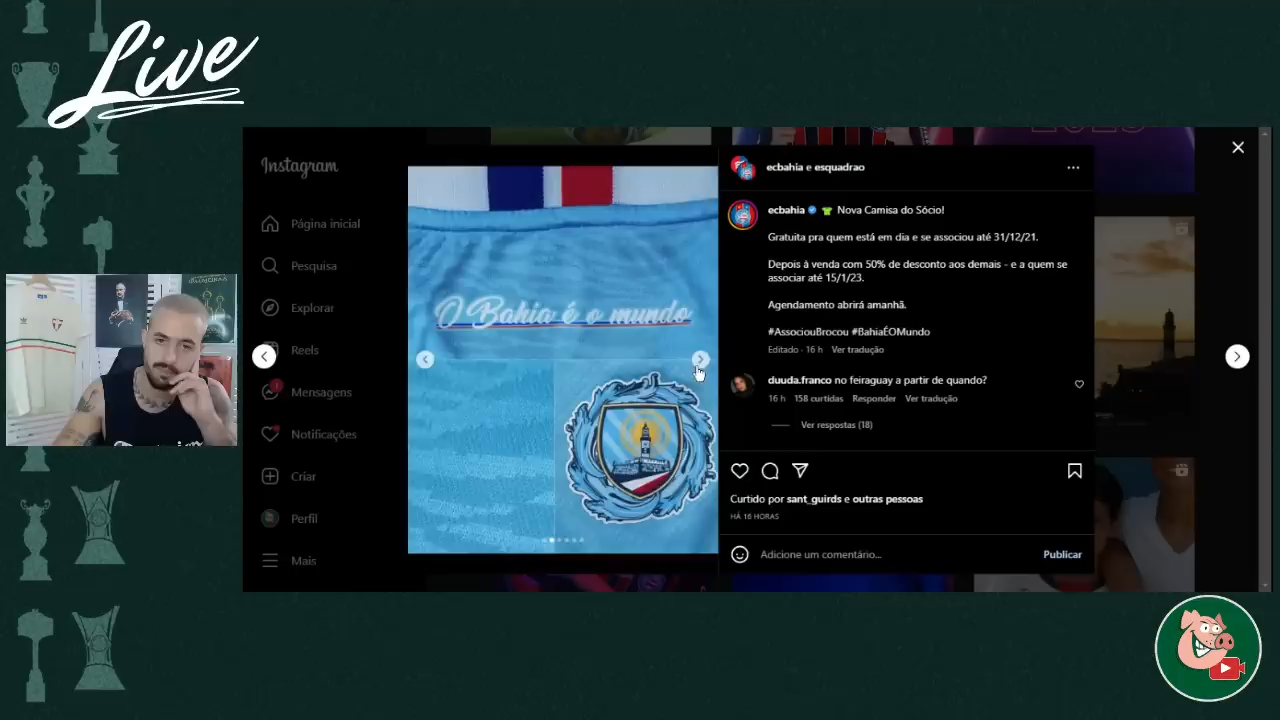 Live
Instagram
Página inicial
Pesquisa
Explorar
Reels
Mensagens
Notificações
Criar
Perfil
Mais
O Bahia é o mundo
ecbahia e esquadrao
ecbahia Nova Camisa do Sócio!
Gratuita pra quem está em dia e se associou até 31/12/21.
Depois à venda com 50% de desconto aos demais - e a quem se
associar até 15/1/23.
Agendamento abrirá amanhã.
#AssociouBrocou #BahiaÉOMundo
Editado · 16 h Ver tradução
duuda.franco no feiraguay a partir de quando?
16 h 158 curtidas Responder Ver tradução
Ver respostas (18)
Curtido por sant_guirds e outras pessoas
HÁ 16 HORAS
Adicione um comentário... Publicar